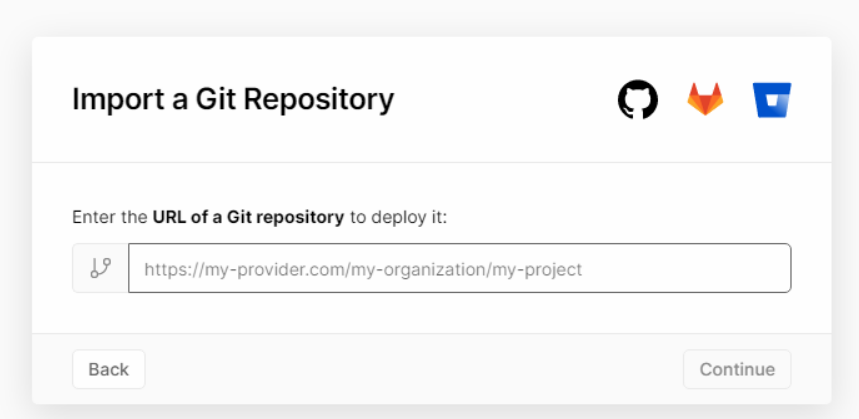 Import a Git Repository
Enter the URL of a Git repository to deploy it:
https://my-provider.com/my-organization/my-project
Back
Continue